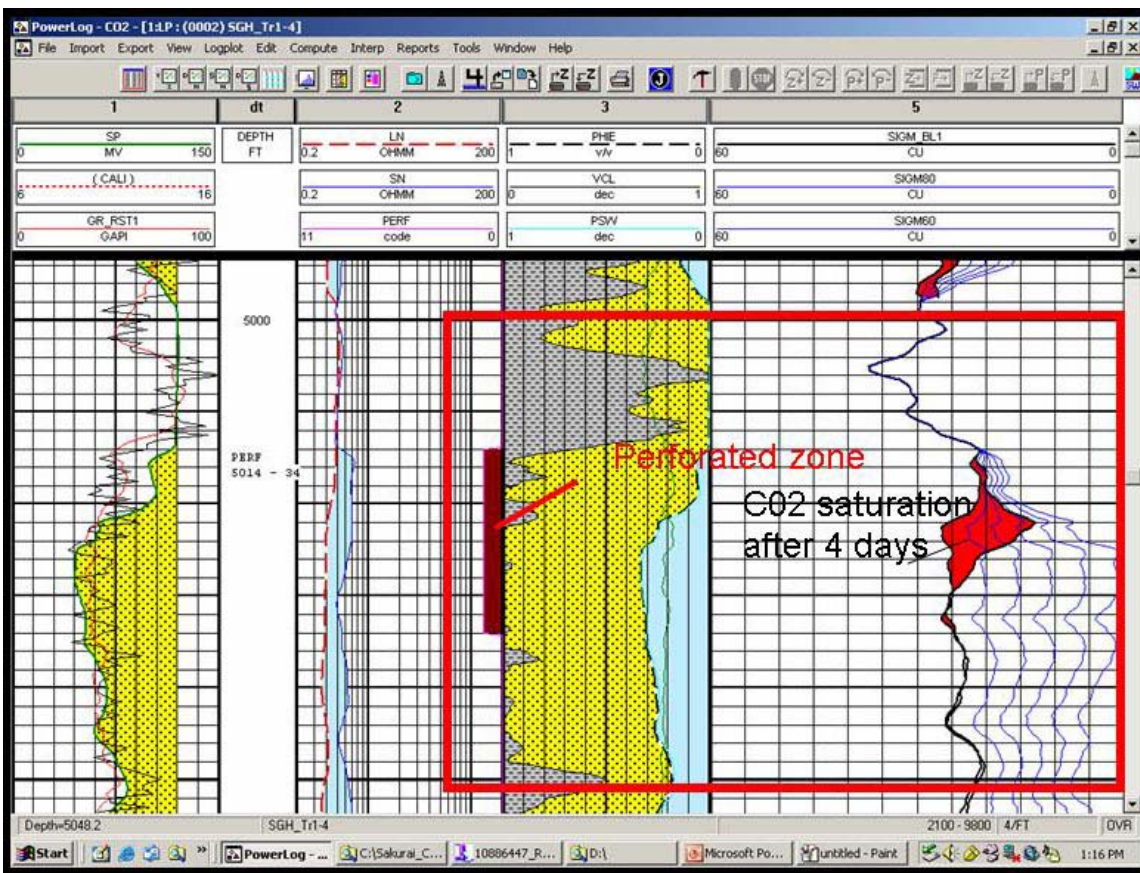 PowerLog - CO2 - [1:LP : (0002) SGH_Tr1-4]
File Import Export View Logplot Edit Compute Interp Reports Tools Window Help
1 dt 2 3 5
SP DEPTH LN PHIE SIGM_BL1
0 MV 150 FT 0.2 OHMM 200 1 v/v 0 60 CU 0
(CALI) SN VCL SIGM80
6 16 0.2 OHMM 200 0 dec 1 60 CU 0
GR_RST1 PERF PSW SIGM60
0 GAPI 100 11 code 0 1 dec 0 60 CU 0
5000
PERF
5014 - 34
Perforated zone
C02 saturation
after 4 days
Depth=5048.2 SGH_Tr1-4 2100 - 9800 4/FT OVR
Start PowerLog - ... C:\Sakurai_C... 10886447_R... D:\ Microsoft Po... untitled - Paint 1:16 PM